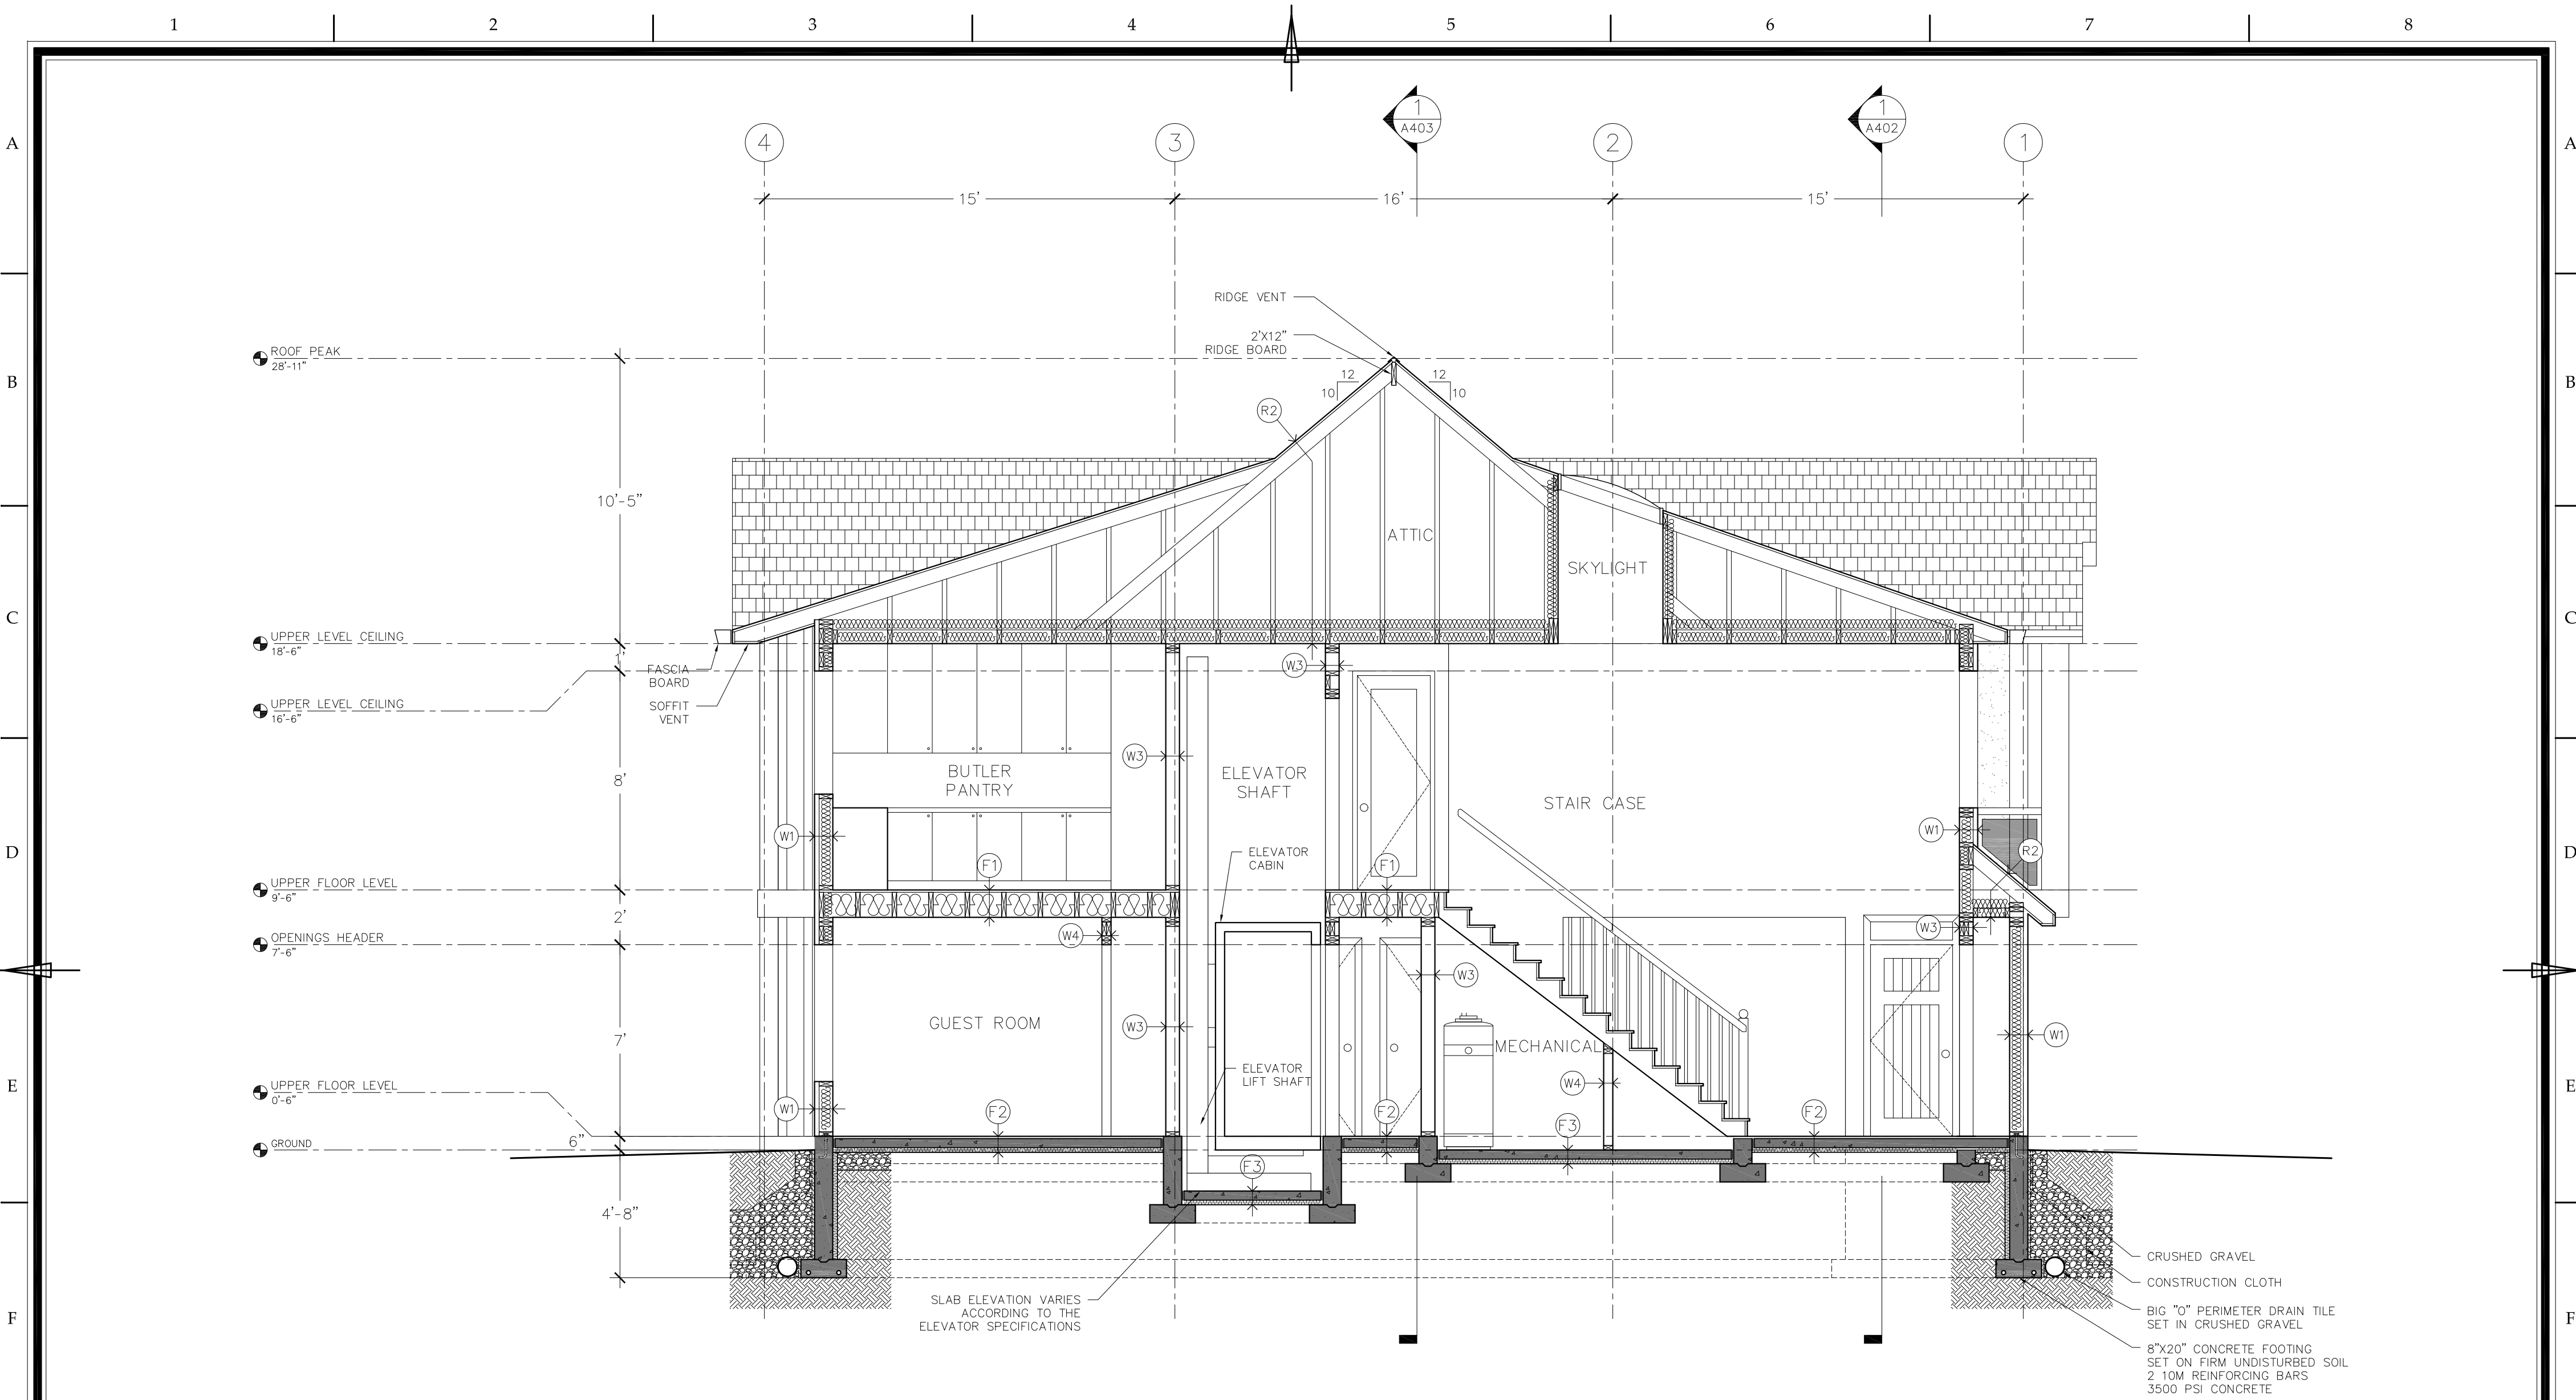 1 2 3 4 5 6 7 8
A
A
1
A403
1
A402
4 3 2 1
15' 16' 15'
RIDGE VENT
2'X12"
RIDGE BOARD
ROOF PEAK
28'-11"
B
B
12
10
12
10
R2
10'-5"
ATTIC
SKYLIGHT
C
C
UPPER LEVEL CEILING
18'-6"
1'
FASCIA
BOARD
W3
UPPER LEVEL CEILING
16'-6"
SOFFIT
VENT
W3
BUTLER
PANTRY
ELEVATOR
SHAFT
8'
STAIR CASE
W1
W1
D
D
ELEVATOR
CABIN
R2
F1
F1
UPPER FLOOR LEVEL
9'-6"
2'
W4
W3
OPENINGS HEADER
7'-6"
W3
GUEST ROOM
W3
W1
7'
MECHANICAL
ELEVATOR
LIFT SHAFT
W4
E
E
UPPER FLOOR LEVEL
0'-6"
W1
F2
F2
F3
F2
6"
GROUND
F3
4'-8"
CRUSHED GRAVEL
CONSTRUCTION CLOTH
SLAB ELEVATION VARIES
ACCORDING TO THE
ELEVATOR SPECIFICATIONS
BIG "O" PERIMETER DRAIN TILE
SET IN CRUSHED GRAVEL
F
F
8"X20" CONCRETE FOOTING
SET ON FIRM UNDISTURBED SOIL
2 10M REINFORCING BARS
3500 PSI CONCRETE